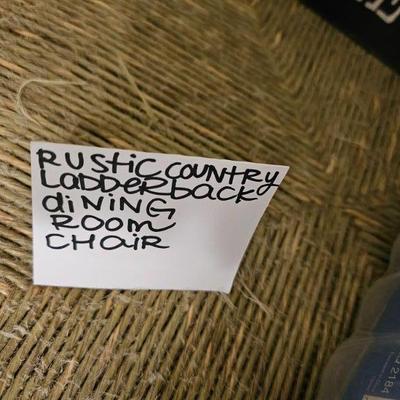 RUSTIC COUNTRY
LADDERBACK
diNiNG
ROOM
CHAIR